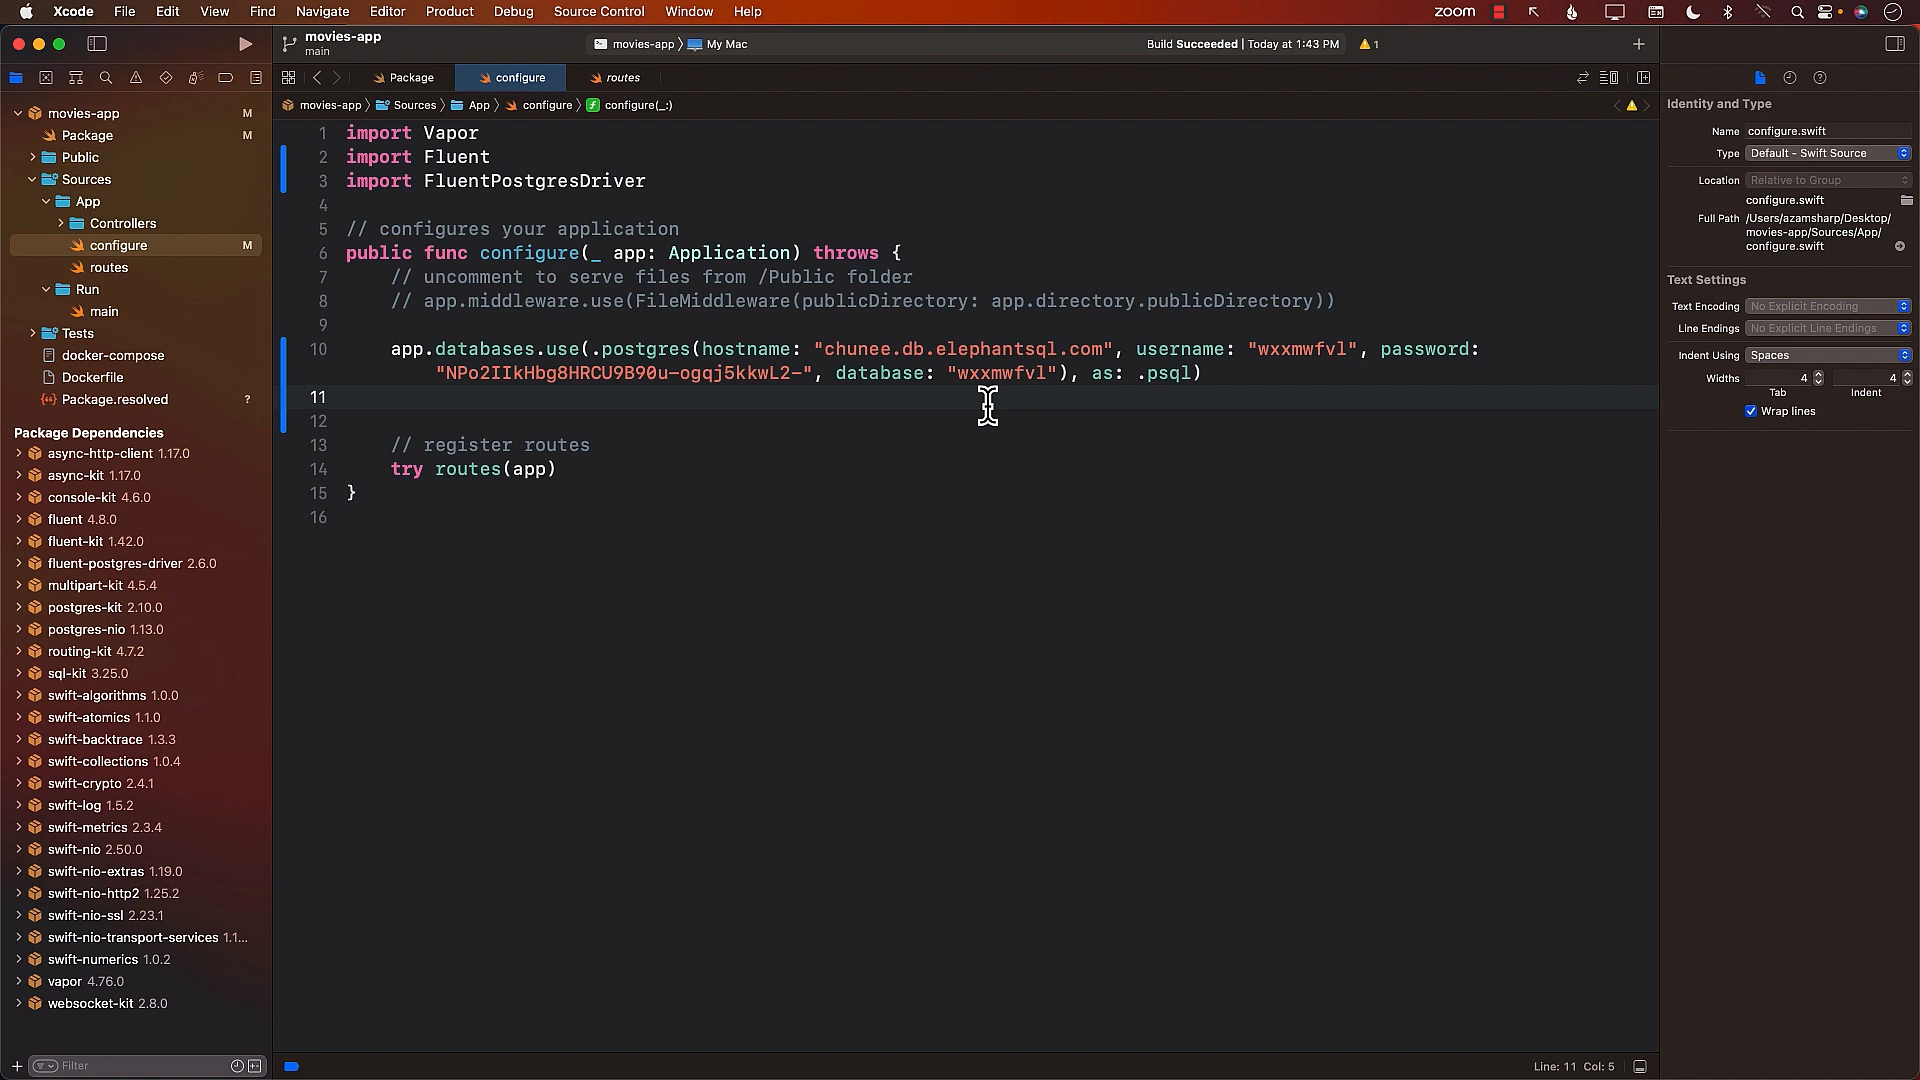 Xcode File Edit View Find Navigate Editor Product Debug Source Control Window Help zoom
movies-app
main
movies-app My Mac
Build Succeeded | Today at 1:43 PM 1
Package configure routes
movies-app Sources App configure configure(_:)
movies-app M
Package M
Public
Sources
App
Controllers
configure M
routes
Run
main
Tests
docker-compose
Dockerfile
Package.resolved ?
Package Dependencies
async-http-client 1.17.0
async-kit 1.17.0
console-kit 4.6.0
fluent 4.8.0
fluent-kit 1.42.0
fluent-postgres-driver 2.6.0
multipart-kit 4.5.4
postgres-kit 2.10.0
postgres-nio 1.13.0
routing-kit 4.7.2
sql-kit 3.25.0
swift-algorithms 1.0.0
swift-atomics 1.1.0
swift-backtrace 1.3.3
swift-collections 1.0.4
swift-crypto 2.4.1
swift-log 1.5.2
swift-metrics 2.3.4
swift-nio 2.50.0
swift-nio-extras 1.19.0
swift-nio-http2 1.25.2
swift-nio-ssl 2.23.1
swift-nio-transport-services 1.1...
swift-numerics 1.0.2
vapor 4.76.0
websocket-kit 2.8.0
Filter
1 import Vapor
2 import Fluent
3 import FluentPostgresDriver
4
5 // configures your application
6 public func configure(_ app: Application) throws {
7 // uncomment to serve files from /Public folder
8 // app.middleware.use(FileMiddleware(publicDirectory: app.directory.publicDirectory))
9
10 app.databases.use(.postgres(hostname: "chunee.db.elephantsql.com", username: "wxxmwfvl", password:
"NPo2IIkHbg8HRCU9B90u-ogqj5kkwL2-", database: "wxxmwfvl"), as: .psql)
11
12
13 // register routes
14 try routes(app)
15 }
16
Line: 11 Col: 5
Identity and Type
Name configure.swift
Type Default - Swift Source
Location Relative to Group
configure.swift
Full Path /Users/azamsharp/Desktop/
movies-app/Sources/App/
configure.swift
Text Settings
Text Encoding No Explicit Encoding
Line Endings No Explicit Line Endings
Indent Using Spaces
Widths 4 4
Tab Indent
Wrap lines